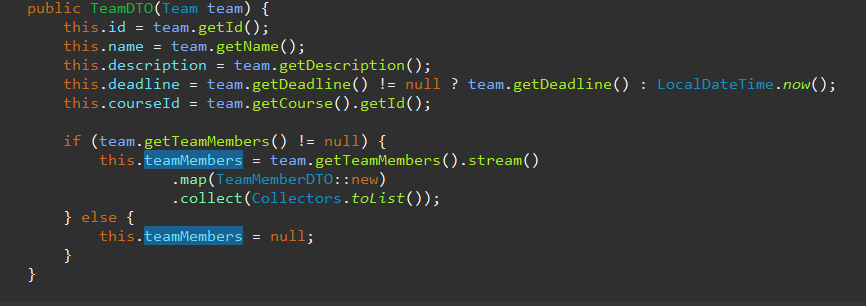 public TeamDTO(Team team) {
    this.id = team.getId();
    this.name = team.getName();
    this.description = team.getDescription();
    this.deadline = team.getDeadline() != null ? team.getDeadline() : LocalDateTime.now();
    this.courseId = team.getCourse().getId();

    if (team.getTeamMembers() != null) {
        this.teamMembers = team.getTeamMembers().stream()
                .map(TeamMemberDTO::new)
                .collect(Collectors.toList());
    } else {
        this.teamMembers = null;
    }
}